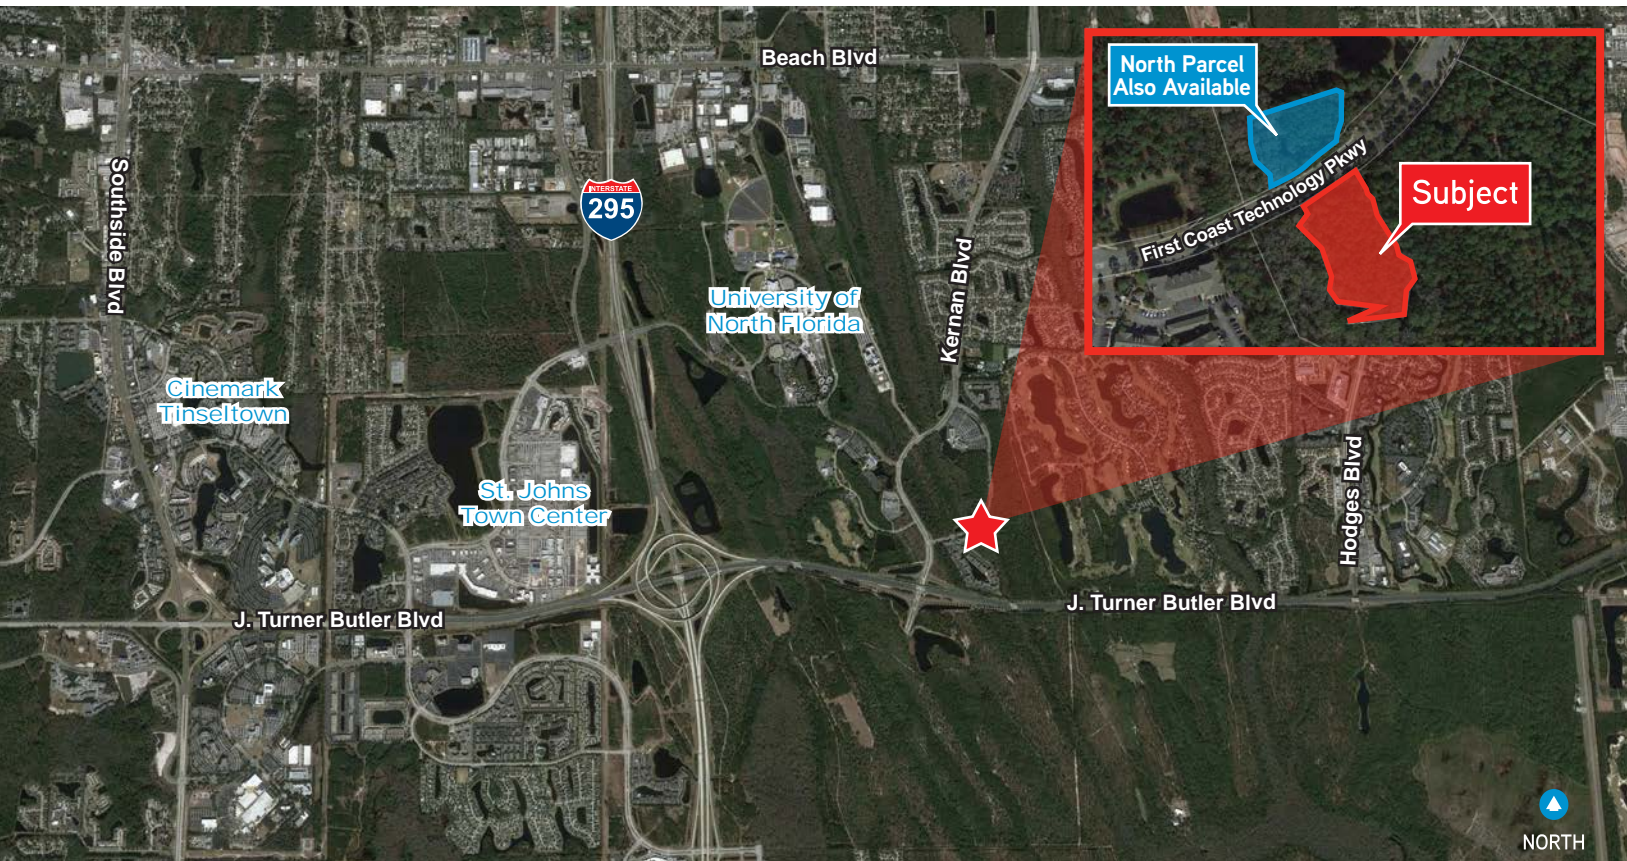 Beach Blvd
North Parcel
Also Available
First Coast Technology Pkwy
Subject
Southside Blvd
INTERSTATE
295
Kernan Blvd
University of
North Florida
Cinemark
Tinseltown
St. Johns
Town Center
Hodges Blvd
J. Turner Butler Blvd
J. Turner Butler Blvd
NORTH